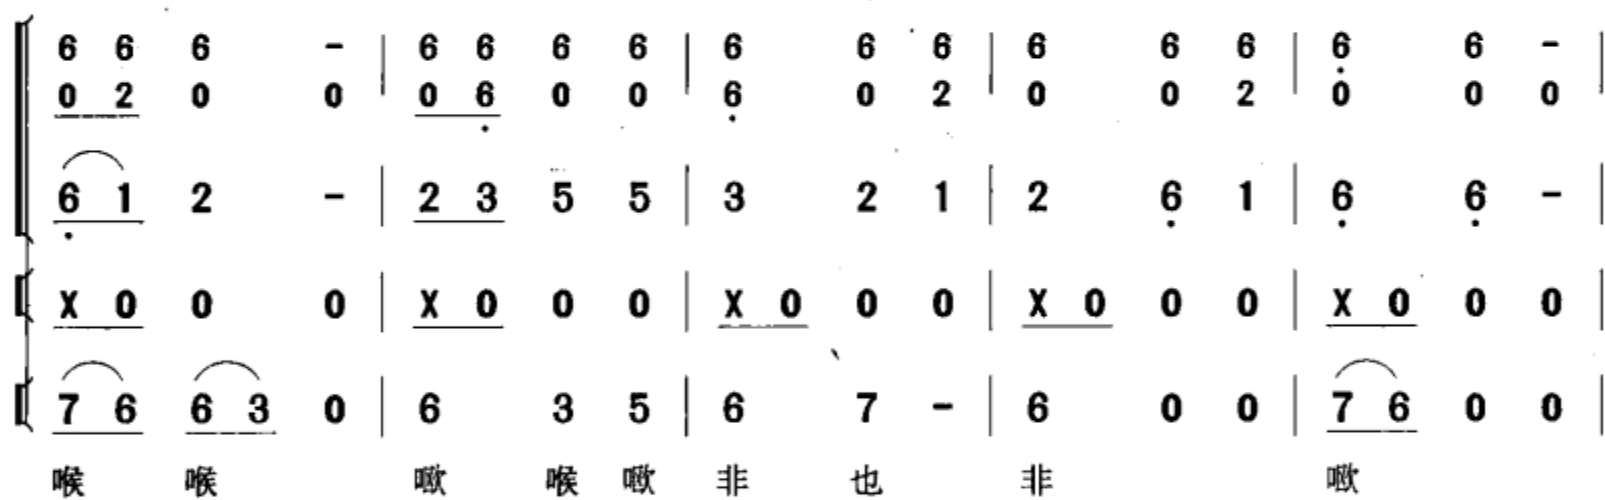 6 6 6 - | 6 6 6 6 | 6 6 6 | 6 6 6 | 6 6 - |
0 2 0 0 | 0 6 0 0 | 6 0 2 | 0 0 2 | 0 0 0 |
6 1 2 - | 2 3 5 5 | 3 2 1 | 2 6 1 | 6 6 - |
X 0 0 0 | X 0 0 0 | X 0 0 0 | X 0 0 0 | X 0 0 0 |
7 6 6 3 0 | 6 3 5 | 6 7 - | 6 0 0 | 7 6 0 0 |
喉 喉 噷 喉 噷 非 也 非 噷